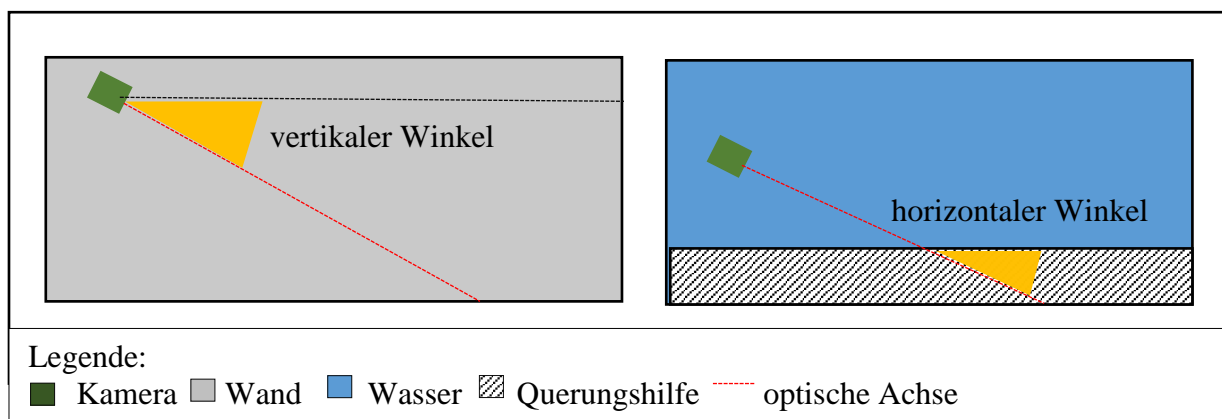 vertikaler Winkel
horizontaler Winkel
Legende:
Kamera Wand Wasser Querungshilfe optische Achse